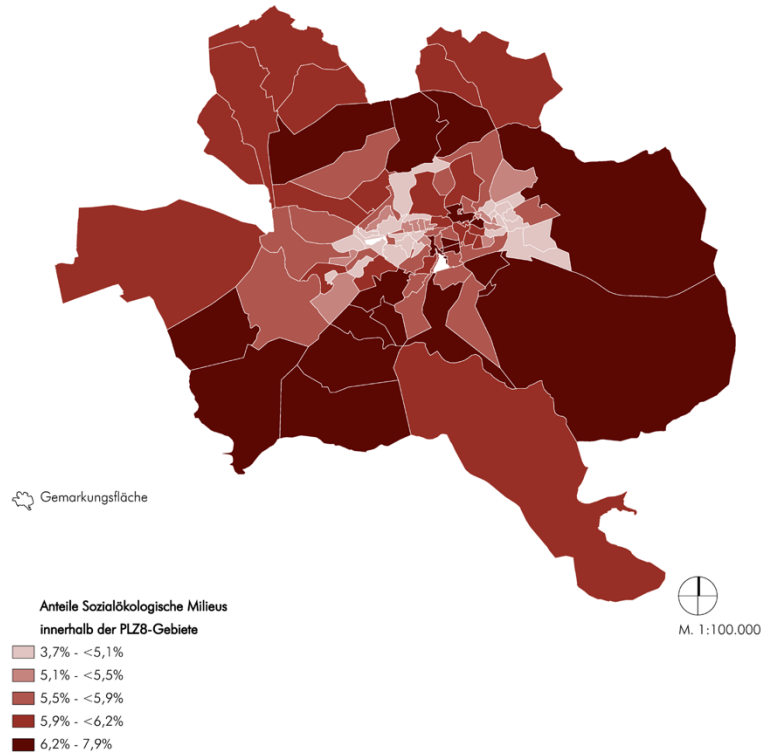 Gemarkungsfläche
Anteile Sozialökologische Milieus
innerhalb der PLZ8-Gebiete
3,7% - <5,1%
5,1% - <5,5%
5,5% - <5,9%
5,9% - <6,2%
6,2% - 7,9%
M. 1:100.000